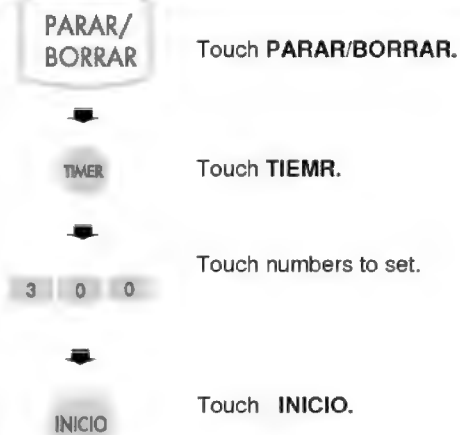 PARAR/
BORRAR
Touch PARAR/BORRAR.
TIMER
Touch TIEMR.
Touch numbers to set.
3 0 0
Touch INICIO.
INICIO